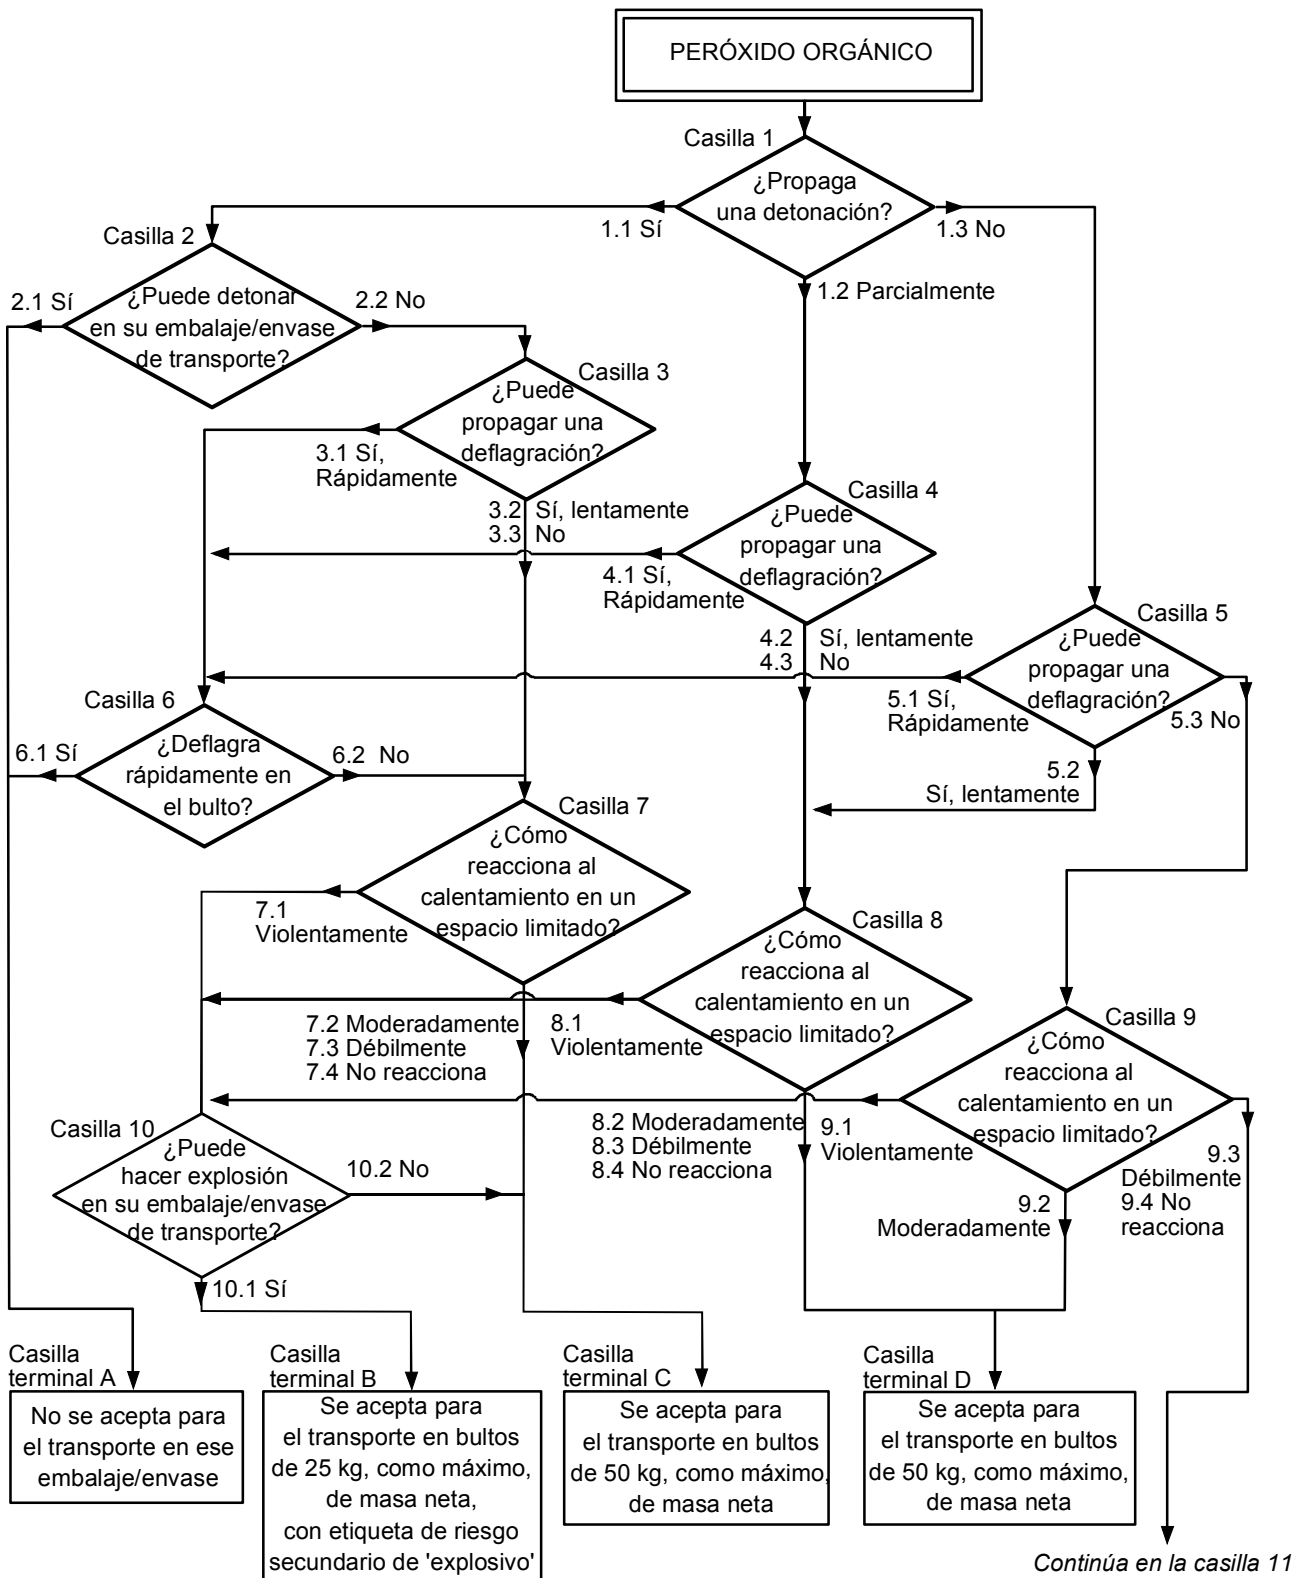 PERÓXIDO ORGÁNICO
Casilla 1
¿Propaga
una detonación?
1.1 Sí
1.3 No
1.2 Parcialmente
Casilla 2
¿Puede detonar
en su embalaje/envase
de transporte?
2.1 Sí
2.2 No
Casilla 3
¿Puede
propagar una
deflagración?
3.1 Sí,
Rápidamente
3.2 Sí, lentamente
3.3 No
Casilla 4
¿Puede
propagar una
deflagración?
4.1 Sí,
Rápidamente
4.2 Sí, lentamente
4.3 No
Casilla 5
¿Puede
propagar una
deflagración?
5.1 Sí,
Rápidamente
5.3 No
5.2
Sí, lentamente
Casilla 6
¿Deflagra
rápidamente en
el bulto?
6.1 Sí
6.2 No
Casilla 7
¿Cómo
reacciona al
calentamiento en un
espacio limitado?
7.1
Violentamente
7.2 Moderadamente
7.3 Débilmente
7.4 No reacciona
Casilla 8
¿Cómo
reacciona al
calentamiento en un
espacio limitado?
8.1
Violentamente
8.2 Moderadamente
8.3 Débilmente
8.4 No reacciona
Casilla 9
¿Cómo
reacciona al
calentamiento en un
espacio limitado?
9.1
Violentamente
9.2
Moderadamente
9.3
Débilmente
9.4 No
reacciona
Casilla 10
¿Puede
hacer explosión
en su embalaje/envase
de transporte?
10.2 No
10.1 Sí
Casilla
terminal A
No se acepta para
el transporte en ese
embalaje/envase
Casilla
terminal B
Se acepta para
el transporte en bultos
de 25 kg, como máximo,
de masa neta,
con etiqueta de riesgo
secundario de 'explosivo'
Casilla
terminal C
Se acepta para
el transporte en bultos
de 50 kg, como máximo,
de masa neta
Casilla
terminal D
Se acepta para
el transporte en bultos
de 50 kg, como máximo,
de masa neta
Continúa en la casilla 11